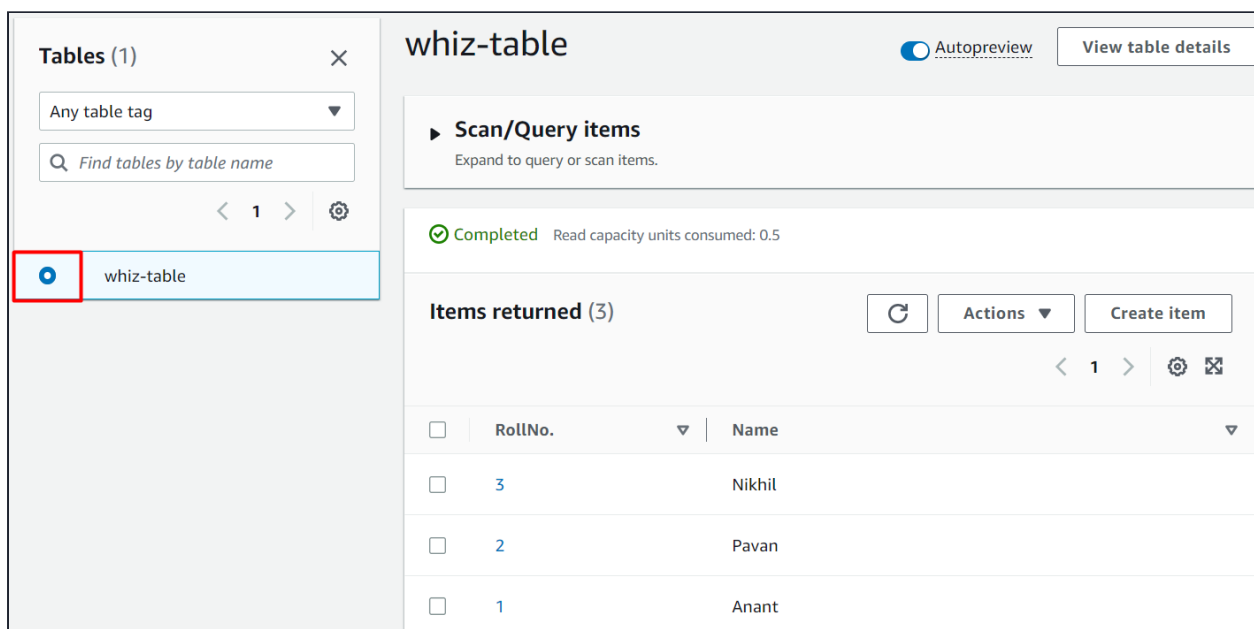 Tables (1)
Any table tag
Find tables by table name
1
whiz-table
whiz-table
Autopreview
View table details
Scan/Query items
Expand to query or scan items.
Completed Read capacity units consumed: 0.5
Items returned (3)
Actions
Create item
1
RollNo. Name
3 Nikhil
2 Pavan
1 Anant